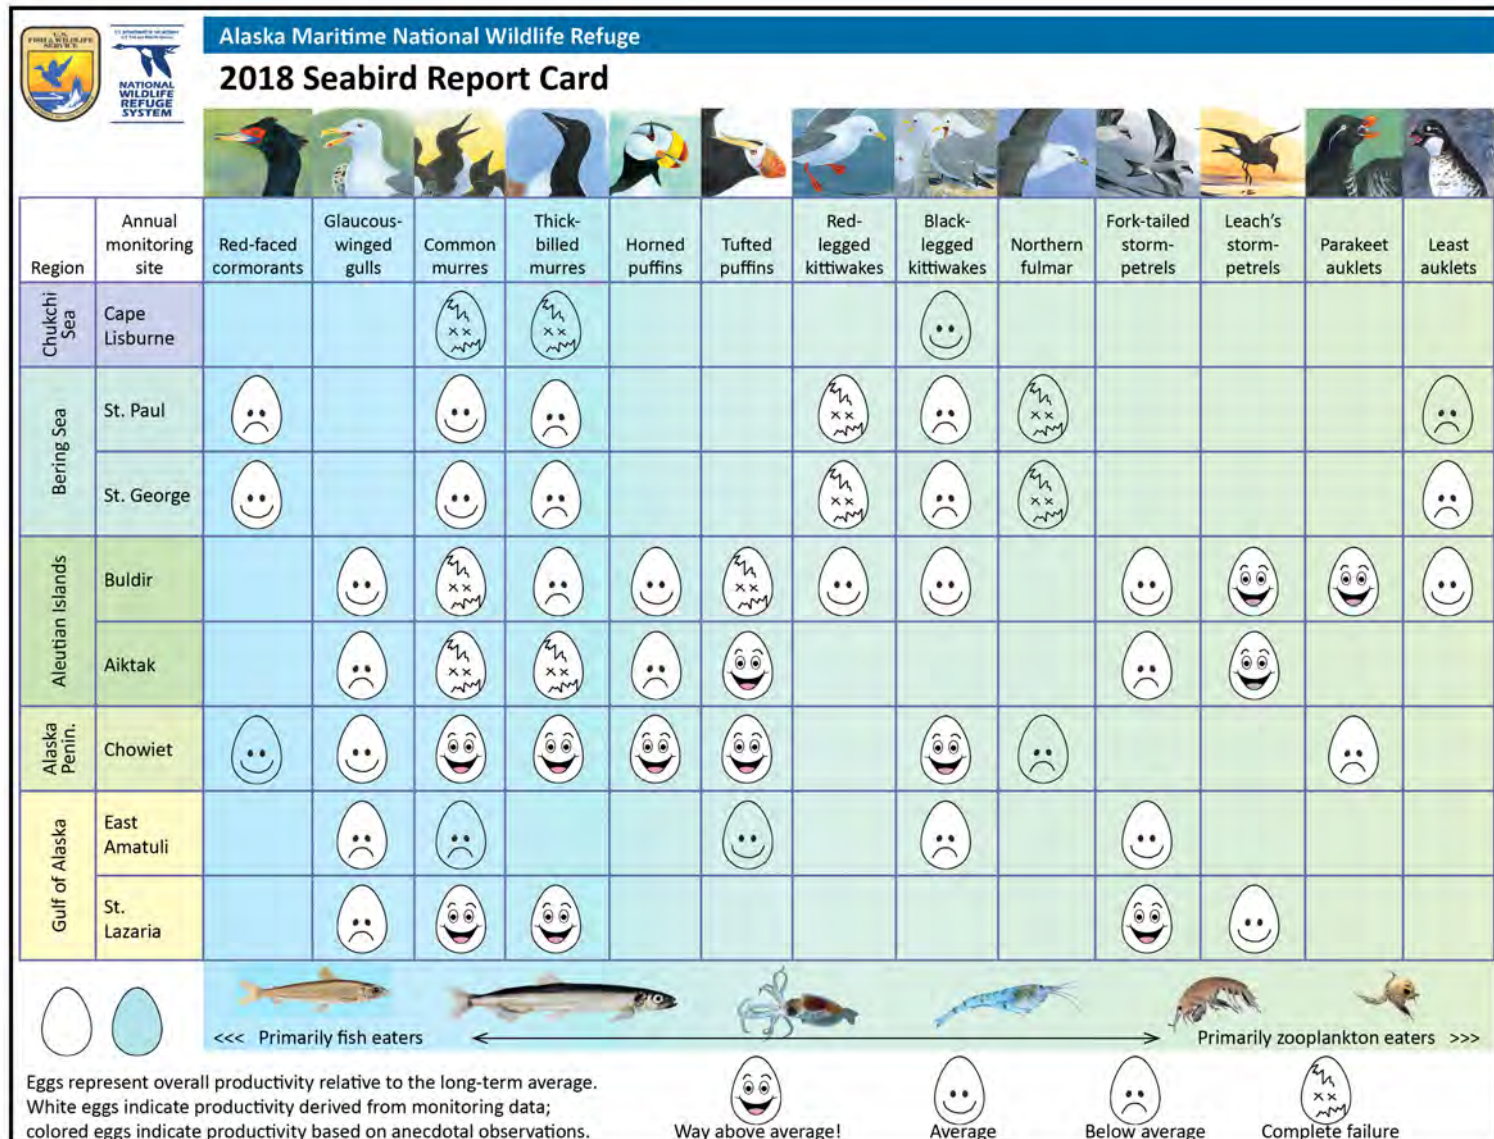 U.S.
FISH & WILDLIFE
SERVICE
NATIONAL
WILDLIFE
REFUGE
SYSTEM
Alaska Maritime National Wildlife Refuge
2018 Seabird Report Card
Region
Annual
monitoring
site
Red-faced
cormorants
Glaucous-
winged
gulls
Common
murres
Thick-
billed
murres
Horned
puffins
Tufted
puffins
Red-
legged
kittiwakes
Black-
legged
kittiwakes
Northern
fulmar
Fork-tailed
storm-
petrels
Leach's
storm-
petrels
Parakeet
auklets
Least
auklets
Chukchi
Sea
Cape
Lisburne
Bering Sea
St. Paul
St. George
Aleutian Islands
Buldir
Aiktak
Alaska
Penin.
Chowiet
Gulf of Alaska
East
Amatuli
St.
Lazaria
<<< Primarily fish eaters
Primarily zooplankton eaters >>>
Eggs represent overall productivity relative to the long-term average.
White eggs indicate productivity derived from monitoring data;
colored eggs indicate productivity based on anecdotal observations.
Way above average!
Average
Below average
Complete failure